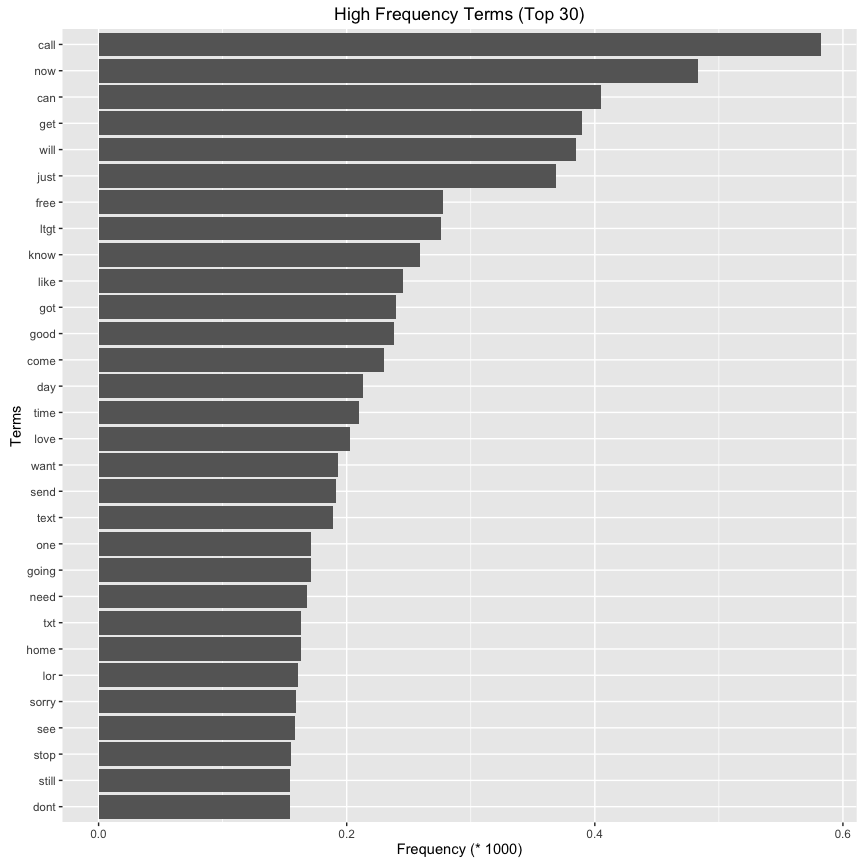 High Frequency Terms (Top 30)
call
now
can
get
will
just
free
ltgt
know
like
got
good
come
day
time
love
want
send
text
one
going
need
txt
home
lor
sorry
see
stop
still
dont
Terms
0.0 0.2 0.4 0.6
Frequency (* 1000)